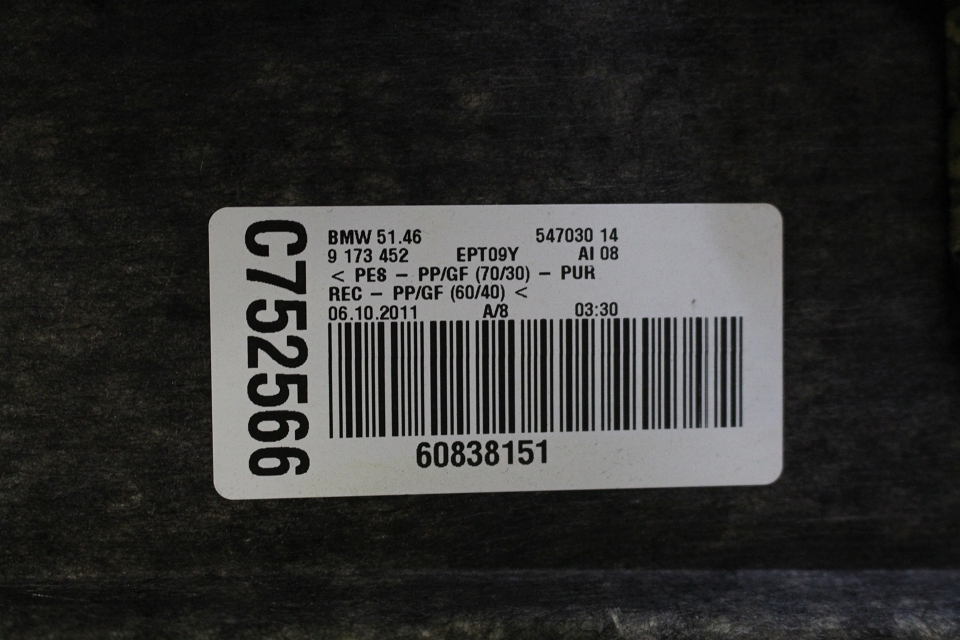 C752566
BMW 51.46 547030 14
9 173 452 EPT09Y AI 08
< PES - PP/GF (70/30) - PUR
REC - PP/GF (60/40) <
06.10.2011 A/8 03:30
60838151